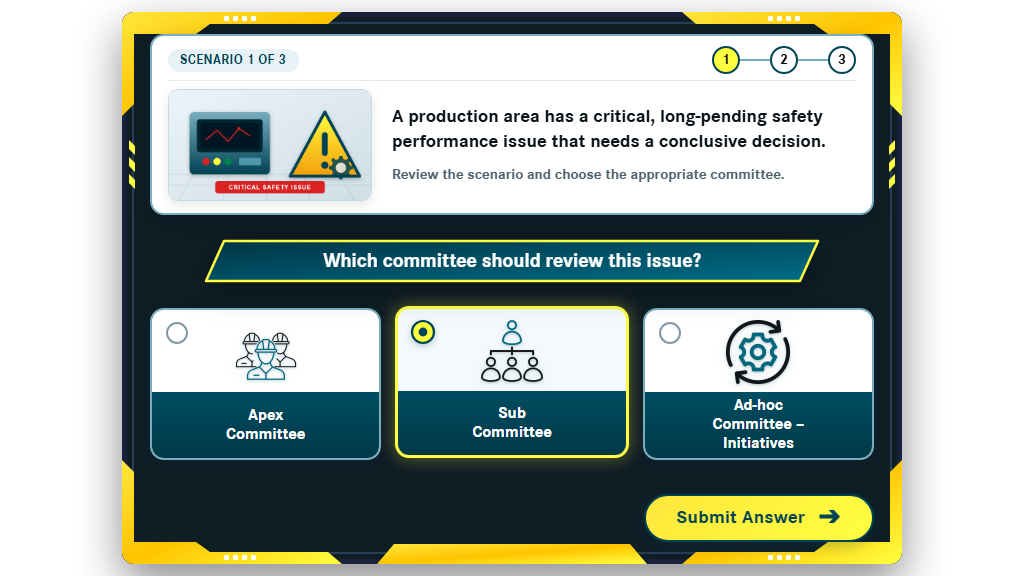 SCENARIO 1 OF 3
1 2 3
A production area has a critical, long-pending safety
performance issue that needs a conclusive decision.
Review the scenario and choose the appropriate committee.
CRITICAL SAFETY ISSUE
Which committee should review this issue?
Apex
Committee
Sub
Committee
Ad-hoc
Committee –
Initiatives
Submit Answer